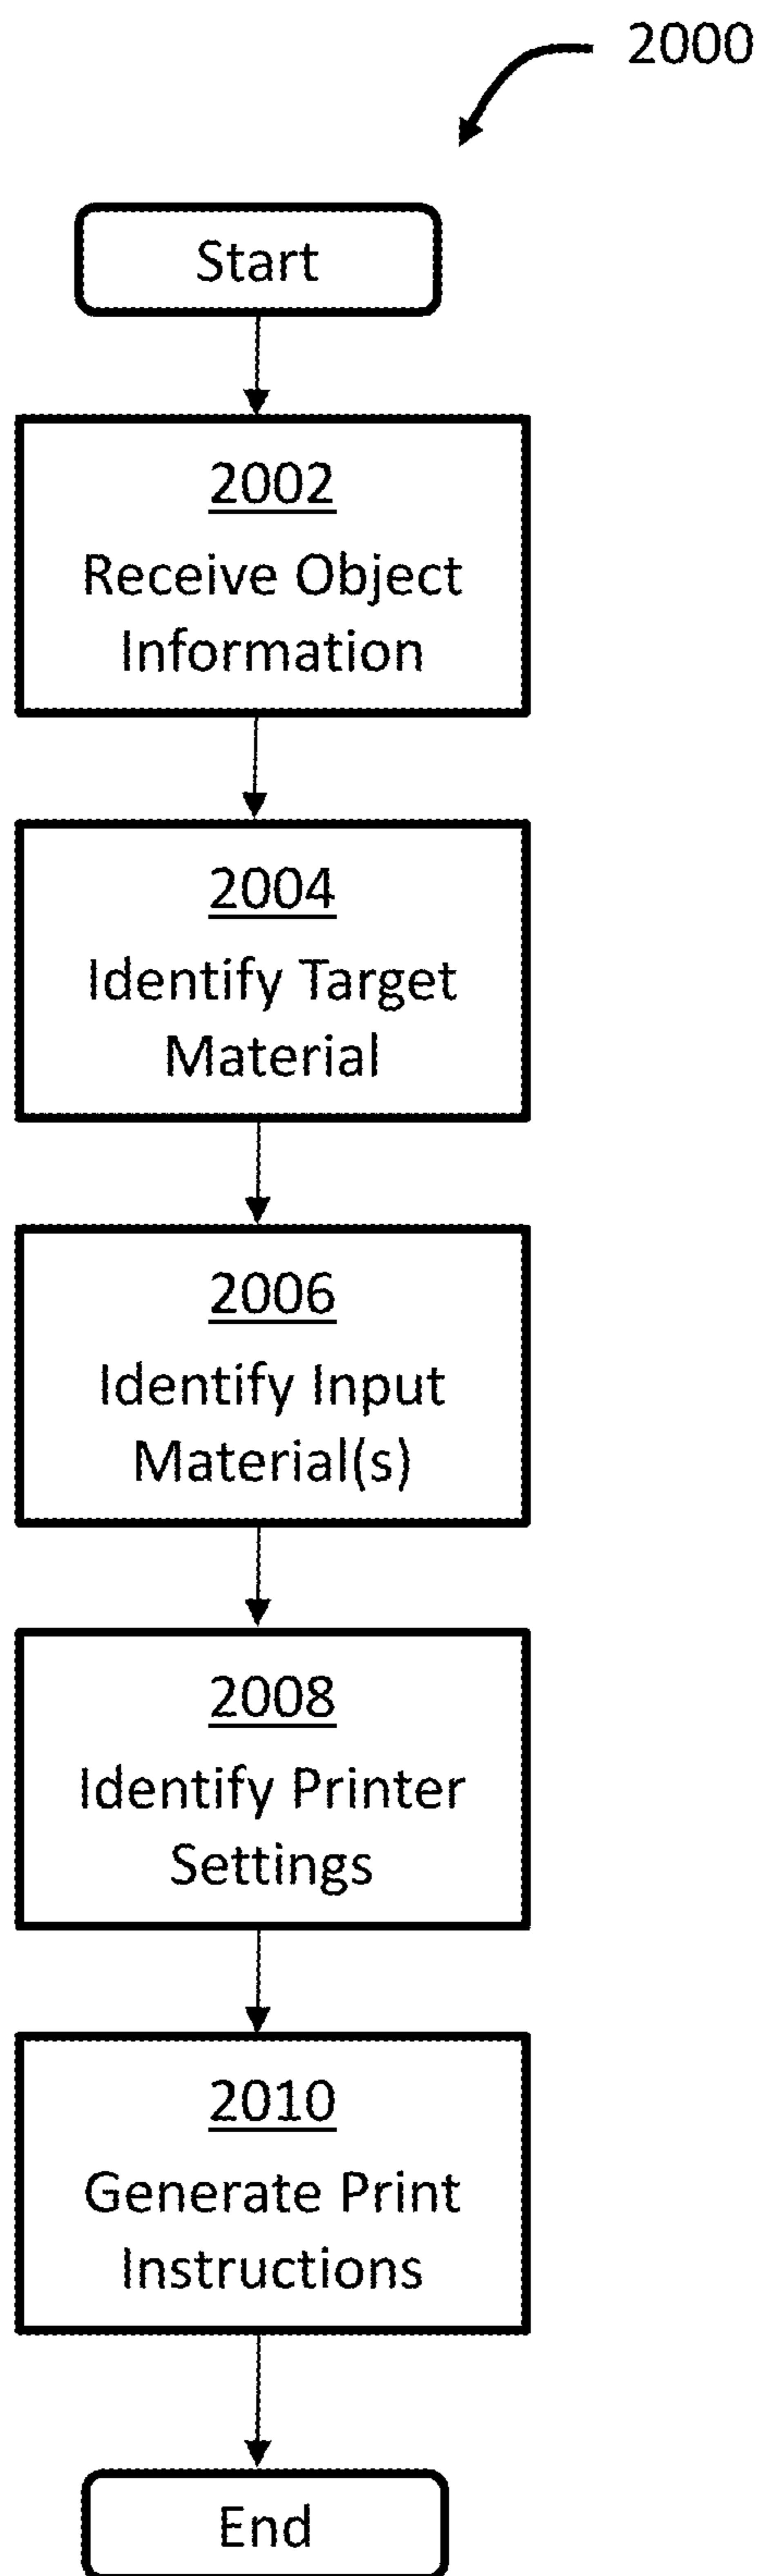 2000
Start
2002
Receive Object
Information
2004
Identify Target
Material
2006
Identify Input
Material(s)
2008
Identify Printer
Settings
2010
Generate Print
Instructions
End